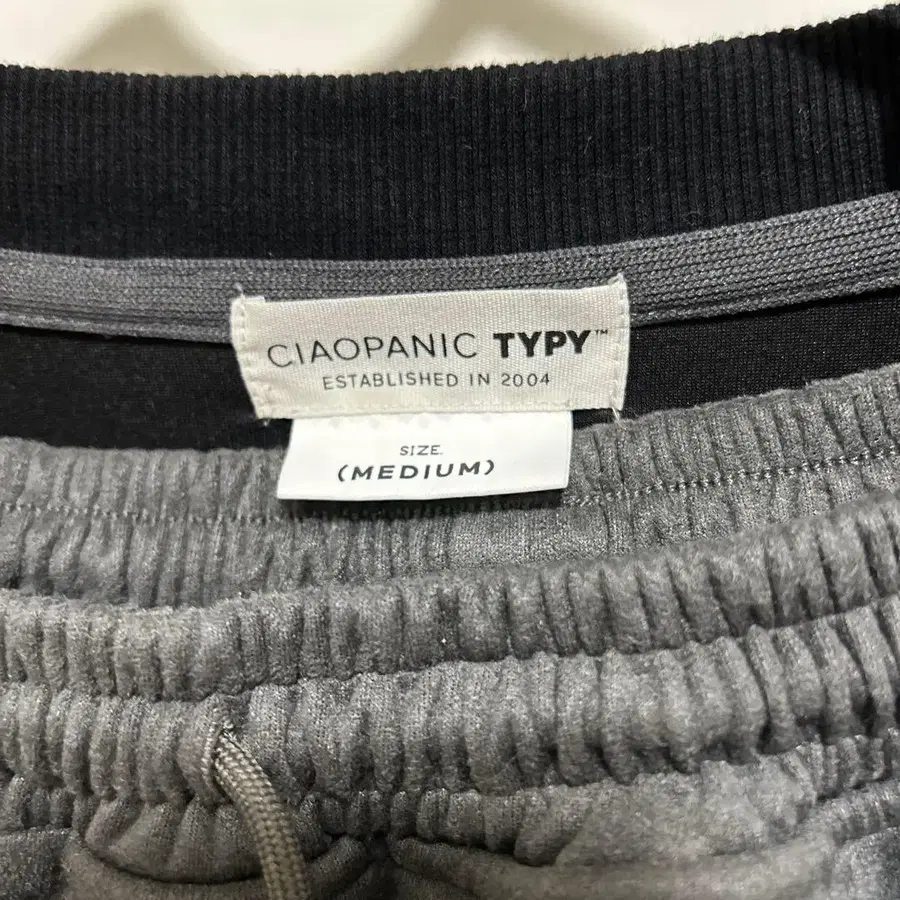 CIAOPANIC TYPY™
ESTABLISHED IN 2004
SIZE.
(MEDIUM)